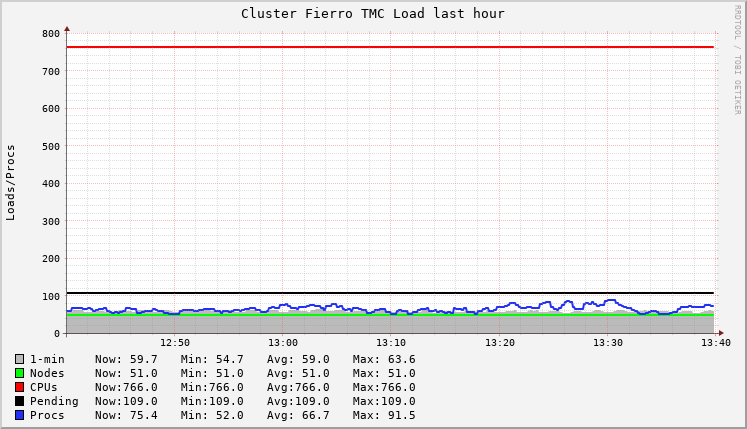 Cluster Fierro TMC Load last hour
RRDTOOL / TOBI OETIKER
Loads/Procs
800
700
600
500
400
300
200
100
0
12:50 13:00 13:10 13:20 13:30 13:40
1-min Now: 59.7 Min: 54.7 Avg: 59.0 Max: 63.6
Nodes Now: 51.0 Min: 51.0 Avg: 51.0 Max: 51.0
CPUs Now:766.0 Min:766.0 Avg:766.0 Max:766.0
Pending Now:109.0 Min:109.0 Avg:109.0 Max:109.0
Procs Now: 75.4 Min: 52.0 Avg: 66.7 Max: 91.5